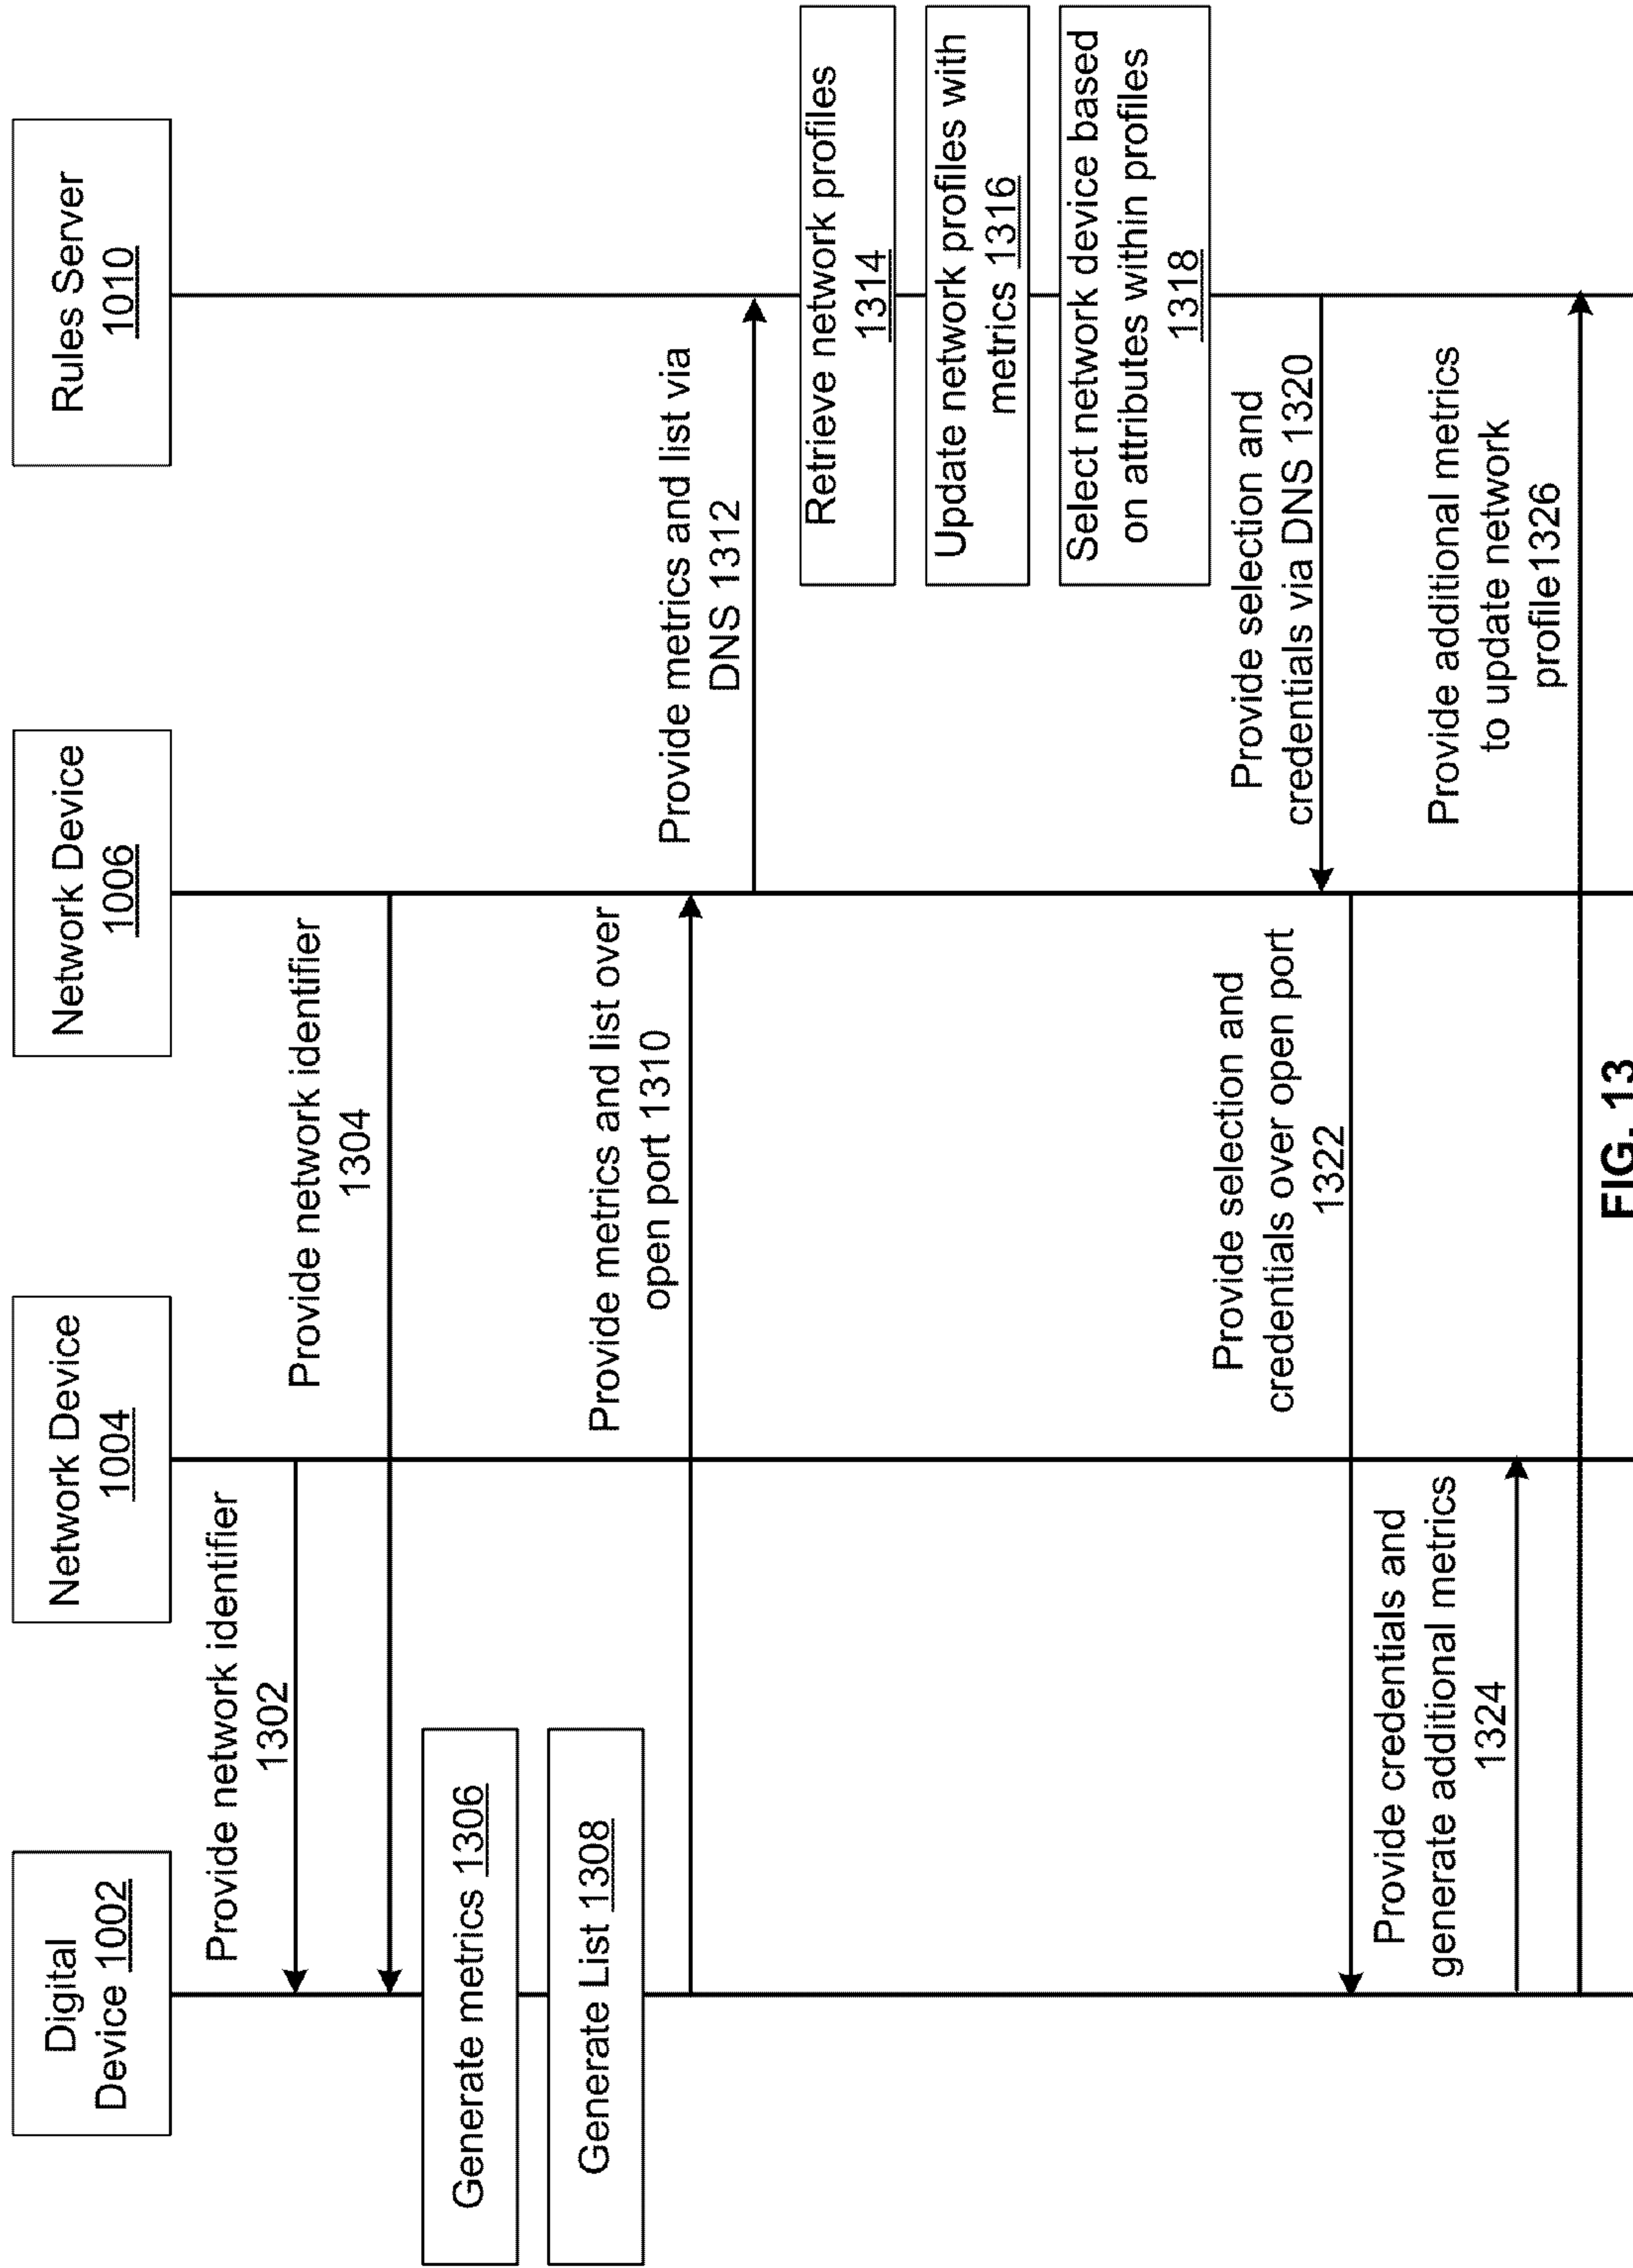 Digital
Device 1002
Network Device
1004
Network Device
1006
Rules Server
1010
Provide network identifier
1302
Provide network identifier
1304
Generate metrics 1306
Generate List 1308
Provide metrics and list over
open port 1310
Provide metrics and list via
DNS 1312
Retrieve network profiles
1314
Update network profiles with
metrics 1316
Select network device based
on attributes within profiles
1318
Provide selection and
credentials via DNS 1320
Provide selection and
credentials over open port
1322
Provide credentials and
generate additional metrics
1324
Provide additional metrics
to update network
profile1326
FIG. 13